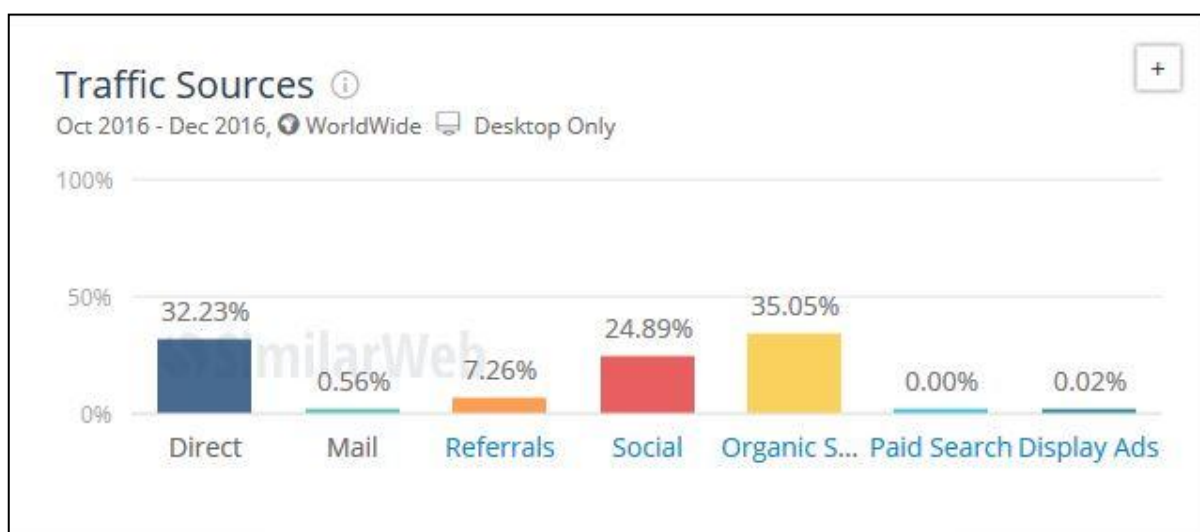 Traffic Sources
+
Oct 2016 - Dec 2016, WorldWide Desktop Only
100%
50%
0%
32.23%
0.56%
7.26%
24.89%
35.05%
0.00%
0.02%
SimilarWeb
Direct
Mail
Referrals
Social
Organic S...
Paid Search
Display Ads